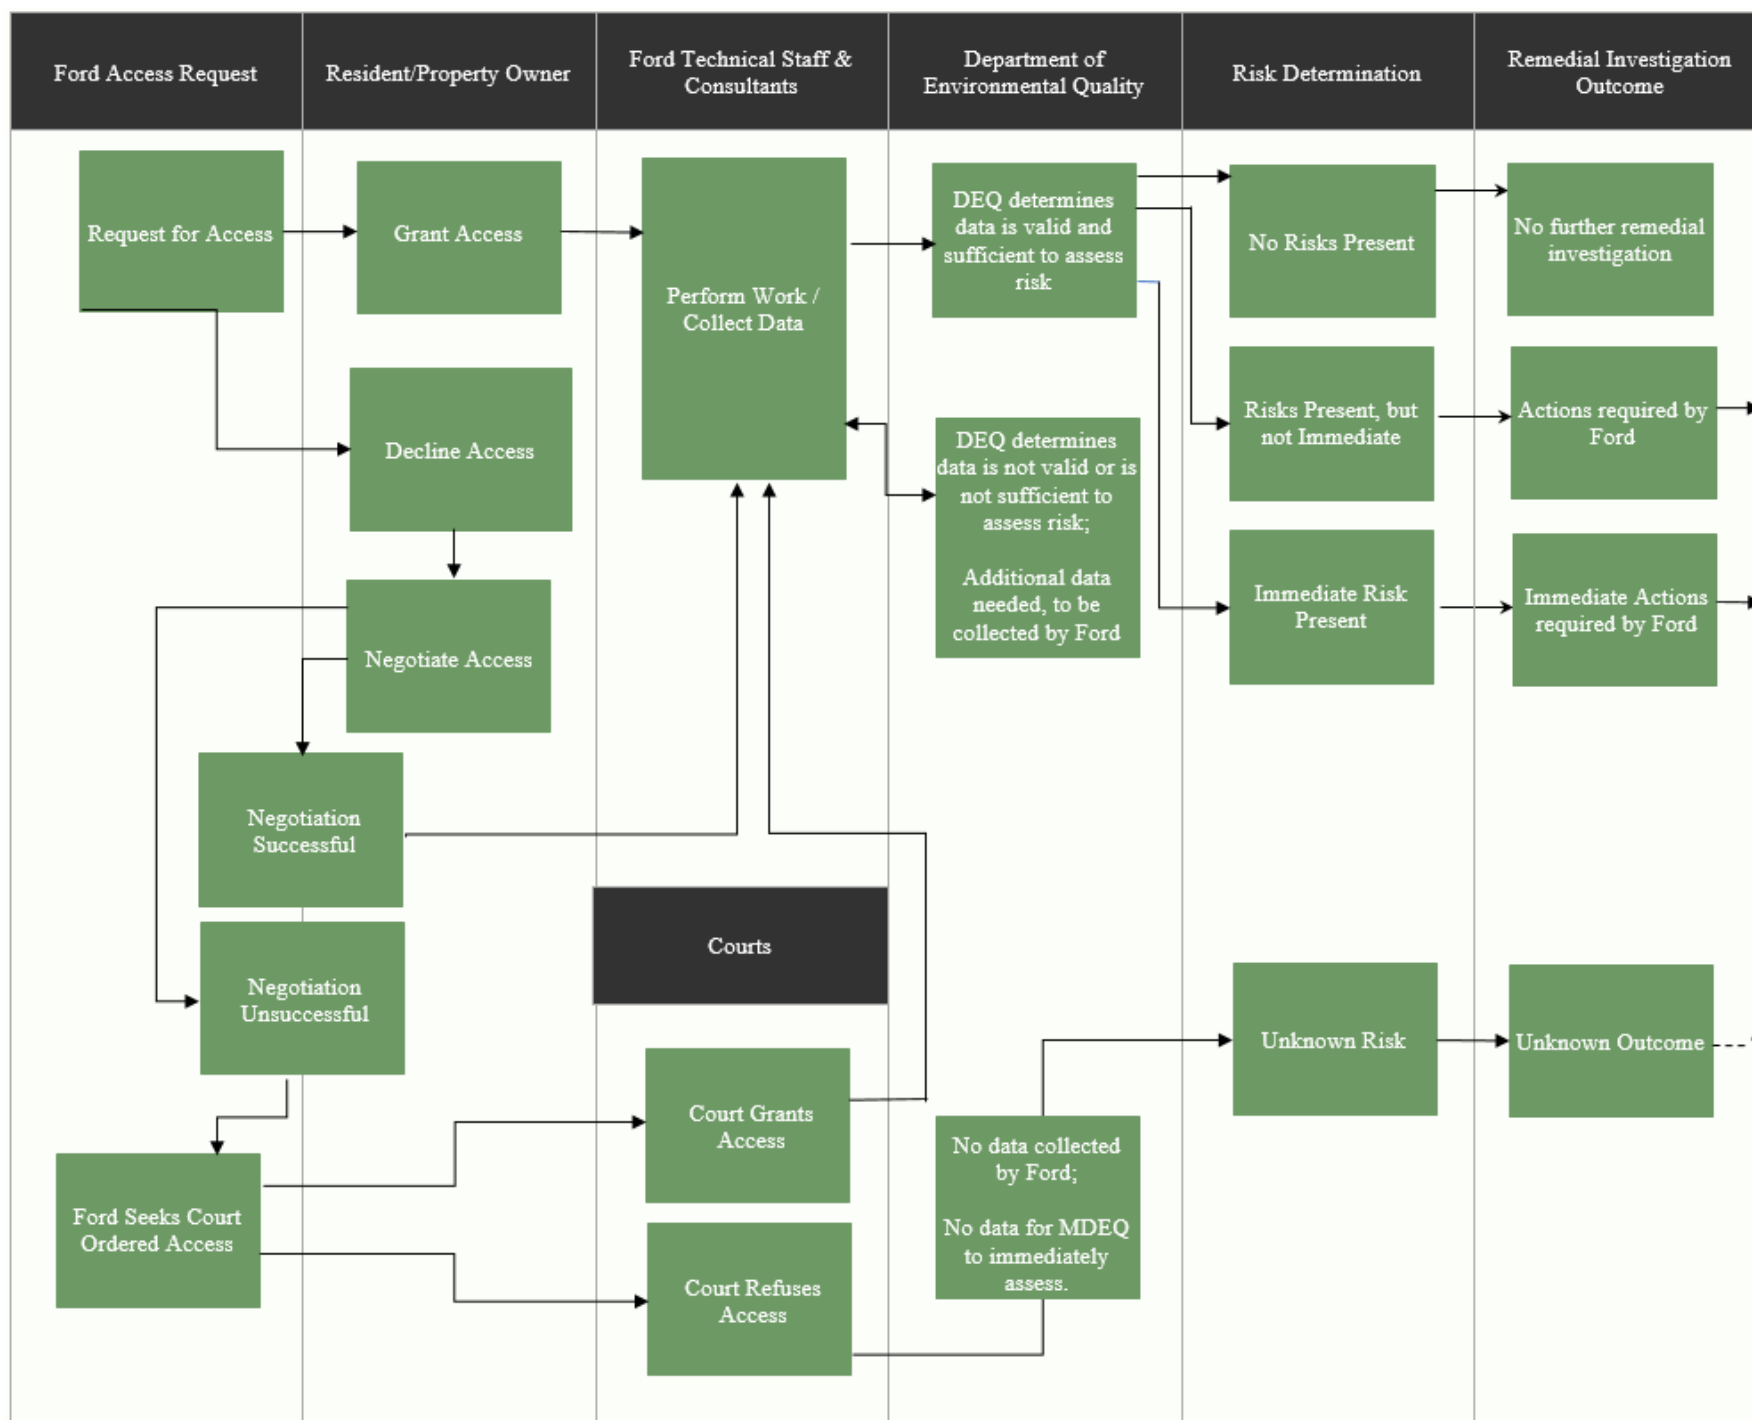 Ford Access Request
Resident/Property Owner
Ford Technical Staff &
Consultants
Department of
Environmental Quality
Risk Determination
Remedial Investigation
Outcome
Request for Access
Grant Access
Perform Work /
Collect Data
DEQ determines
data is valid and
sufficient to assess
risk
No Risks Present
No further remedial
investigation
Decline Access
DEQ determines
data is not valid or is
not sufficient to
assess risk;
Additional data
needed, to be
collected by Ford
Risks Present, but
not Immediate
Actions required by
Ford
Immediate Risk
Present
Immediate Actions
required by Ford
Negotiate Access
Negotiation
Successful
Negotiation
Unsuccessful
Courts
Unknown Risk
Unknown Outcome
Court Grants
Access
No data collected
by Ford;
No data for MDEQ
to immediately
assess.
Ford Seeks Court
Ordered Access
Court Refuses
Access